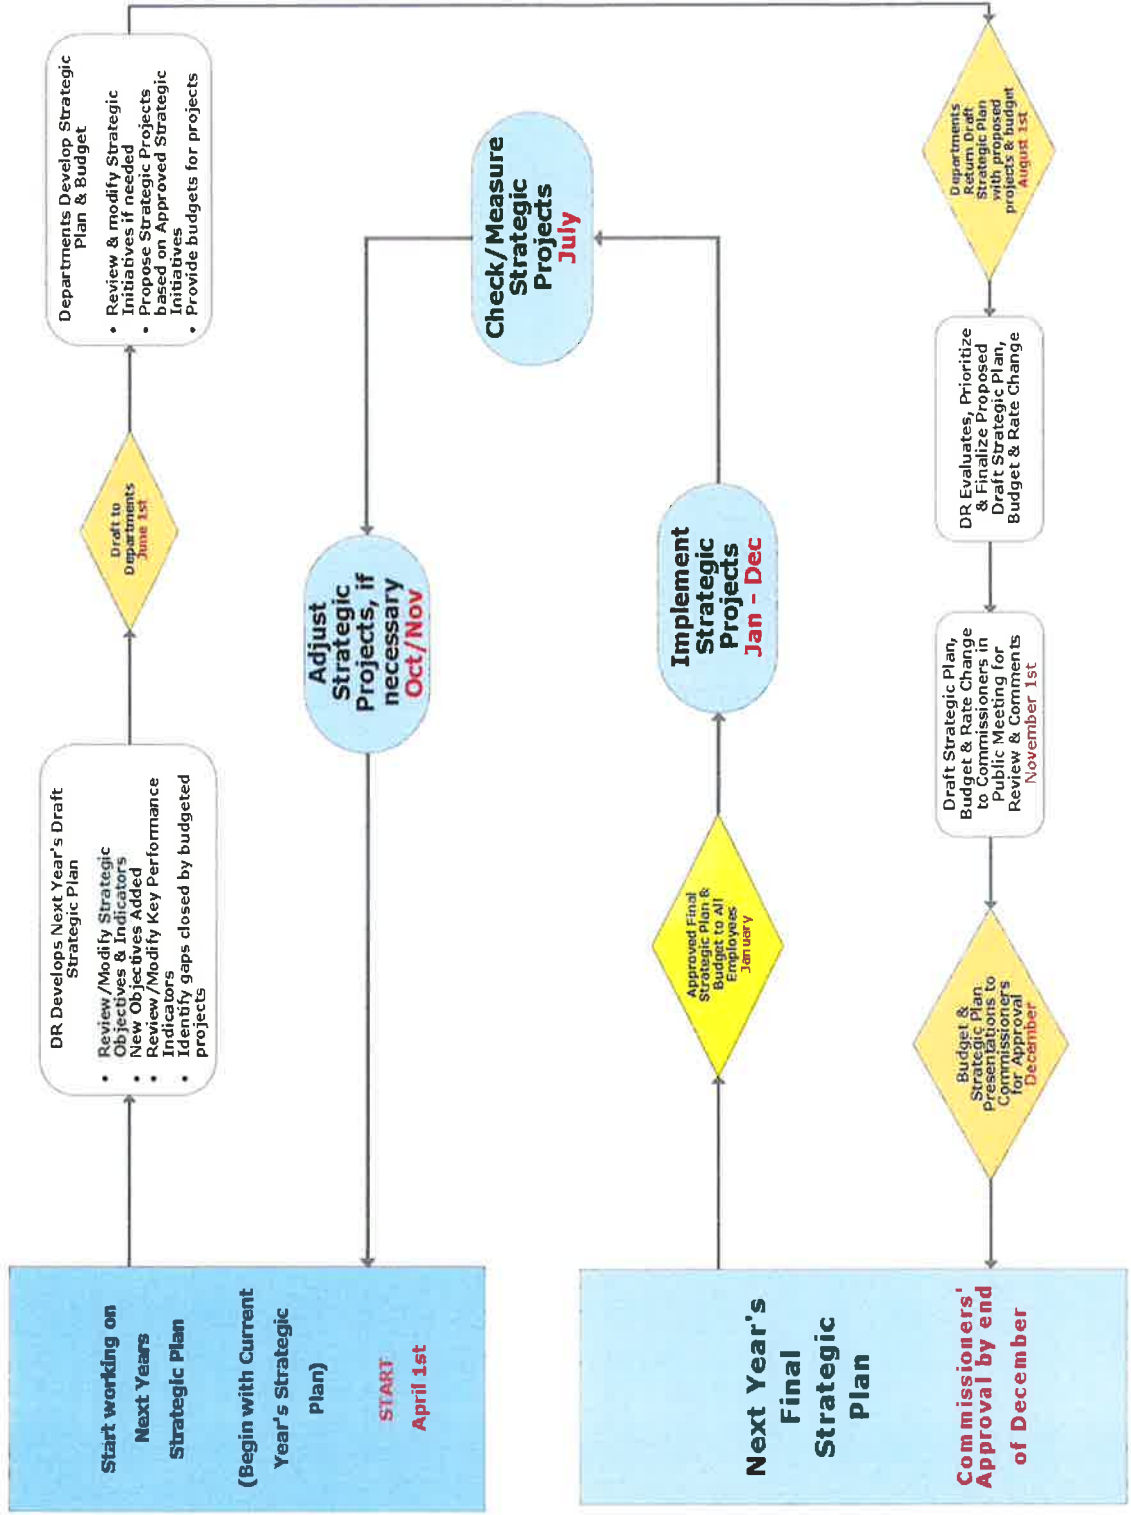 Start working on
Next Years
Strategic Plan
(Begin with Current
Year's Strategic
Plan)
START
April 1st
DR Develops Next Year's Draft
Strategic Plan
• Review/Modify Strategic
Objectives & Indicators
• New Objectives Added
• Review/Modify Key Performance
Indicators
• Identify gaps closed by budgeted
projects
Draft to
Departments
June 1st
Departments Develop Strategic
Plan & Budget
• Review & modify Strategic
Initiatives if needed
• Propose Strategic Projects
based on Approved Strategic
Initiatives
• Provide budgets for projects
Adjust
Strategic
Projects, if
necessary
Oct/Nov
Check/Measure
Strategic
Projects
July
Next Year's
Final
Strategic
Plan
Commissioners'
Approval by end
of December
Approved Final
Strategic Plan &
Budget to All
Employees
January
Implement
Strategic
Projects
Jan - Dec
Budget &
Strategic Plan
Presentations to
Commissioners
for Approval
December
Draft Strategic Plan,
Budget & Rate Change
to Commissioners in
Public Meeting for
Review & Comments
November 1st
DR Evaluates, Prioritize
& Finalize Proposed
Draft Strategic Plan,
Budget & Rate Change
Departments
Return Draft
Strategic Plan
with proposed
projects & budget
August 1st